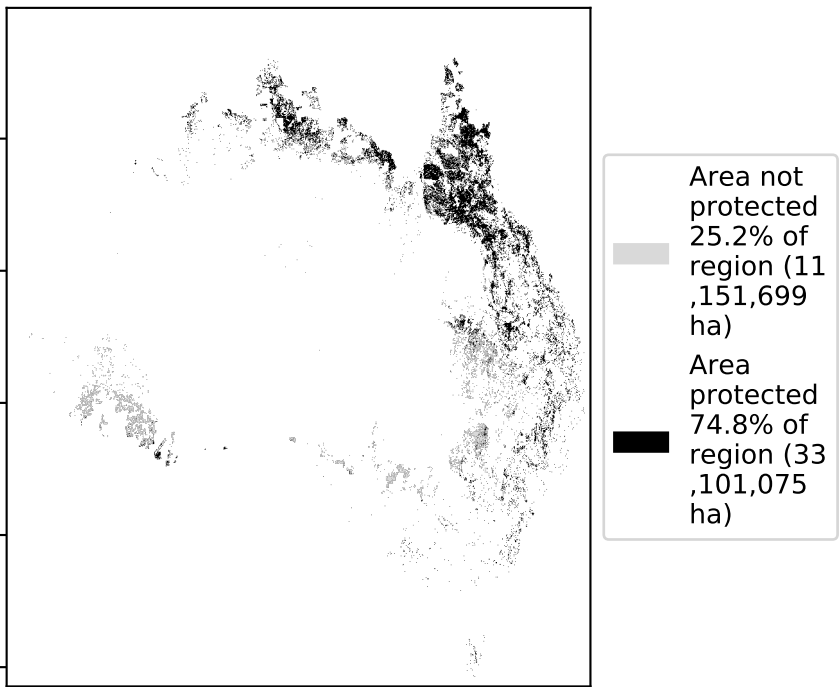 Area not
protected
25.2% of
region (11
,151,699
ha)
Area
protected
74.8% of
region (33
,101,075
ha)